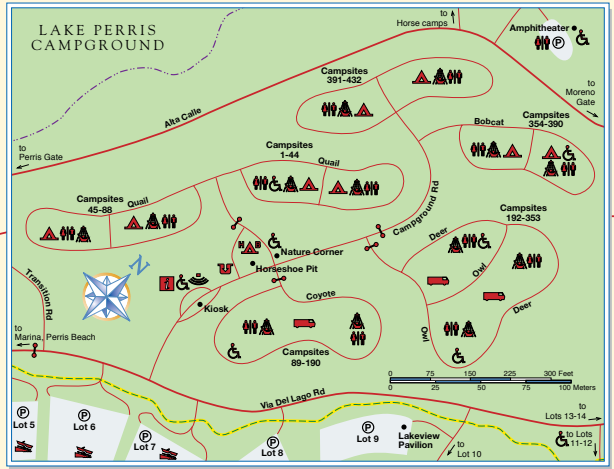 LAKE PERRIS
CAMPGROUND
to
Horse camps
Amphitheater
P
to
Moreno
Gate
Campsites
391-432
Alta Calle
to
Perris Gate
Bobcat
Campsites
354-390
Campsites
1-44
Quail
Campsites
45-88
Quail
Campground Rd
Campsites
192-353
Deer
Owl
Deer
Owl
N
H
B
Nature Corner
Horseshoe Pit
Kiosk
Coyote
Campsites
89-190
Transition Rd
to
Marina, Perris Beach
0 75 150 225 300 Feet
0 25 50 75 100 Meters
Via Del Lago Rd
to
Lots 13-14
to Lots
11-12
P
Lot 5
P
Lot 6
P
Lot 7
P
Lot 8
P
Lot 9
Lakeview
Pavilion
to
Lot 10